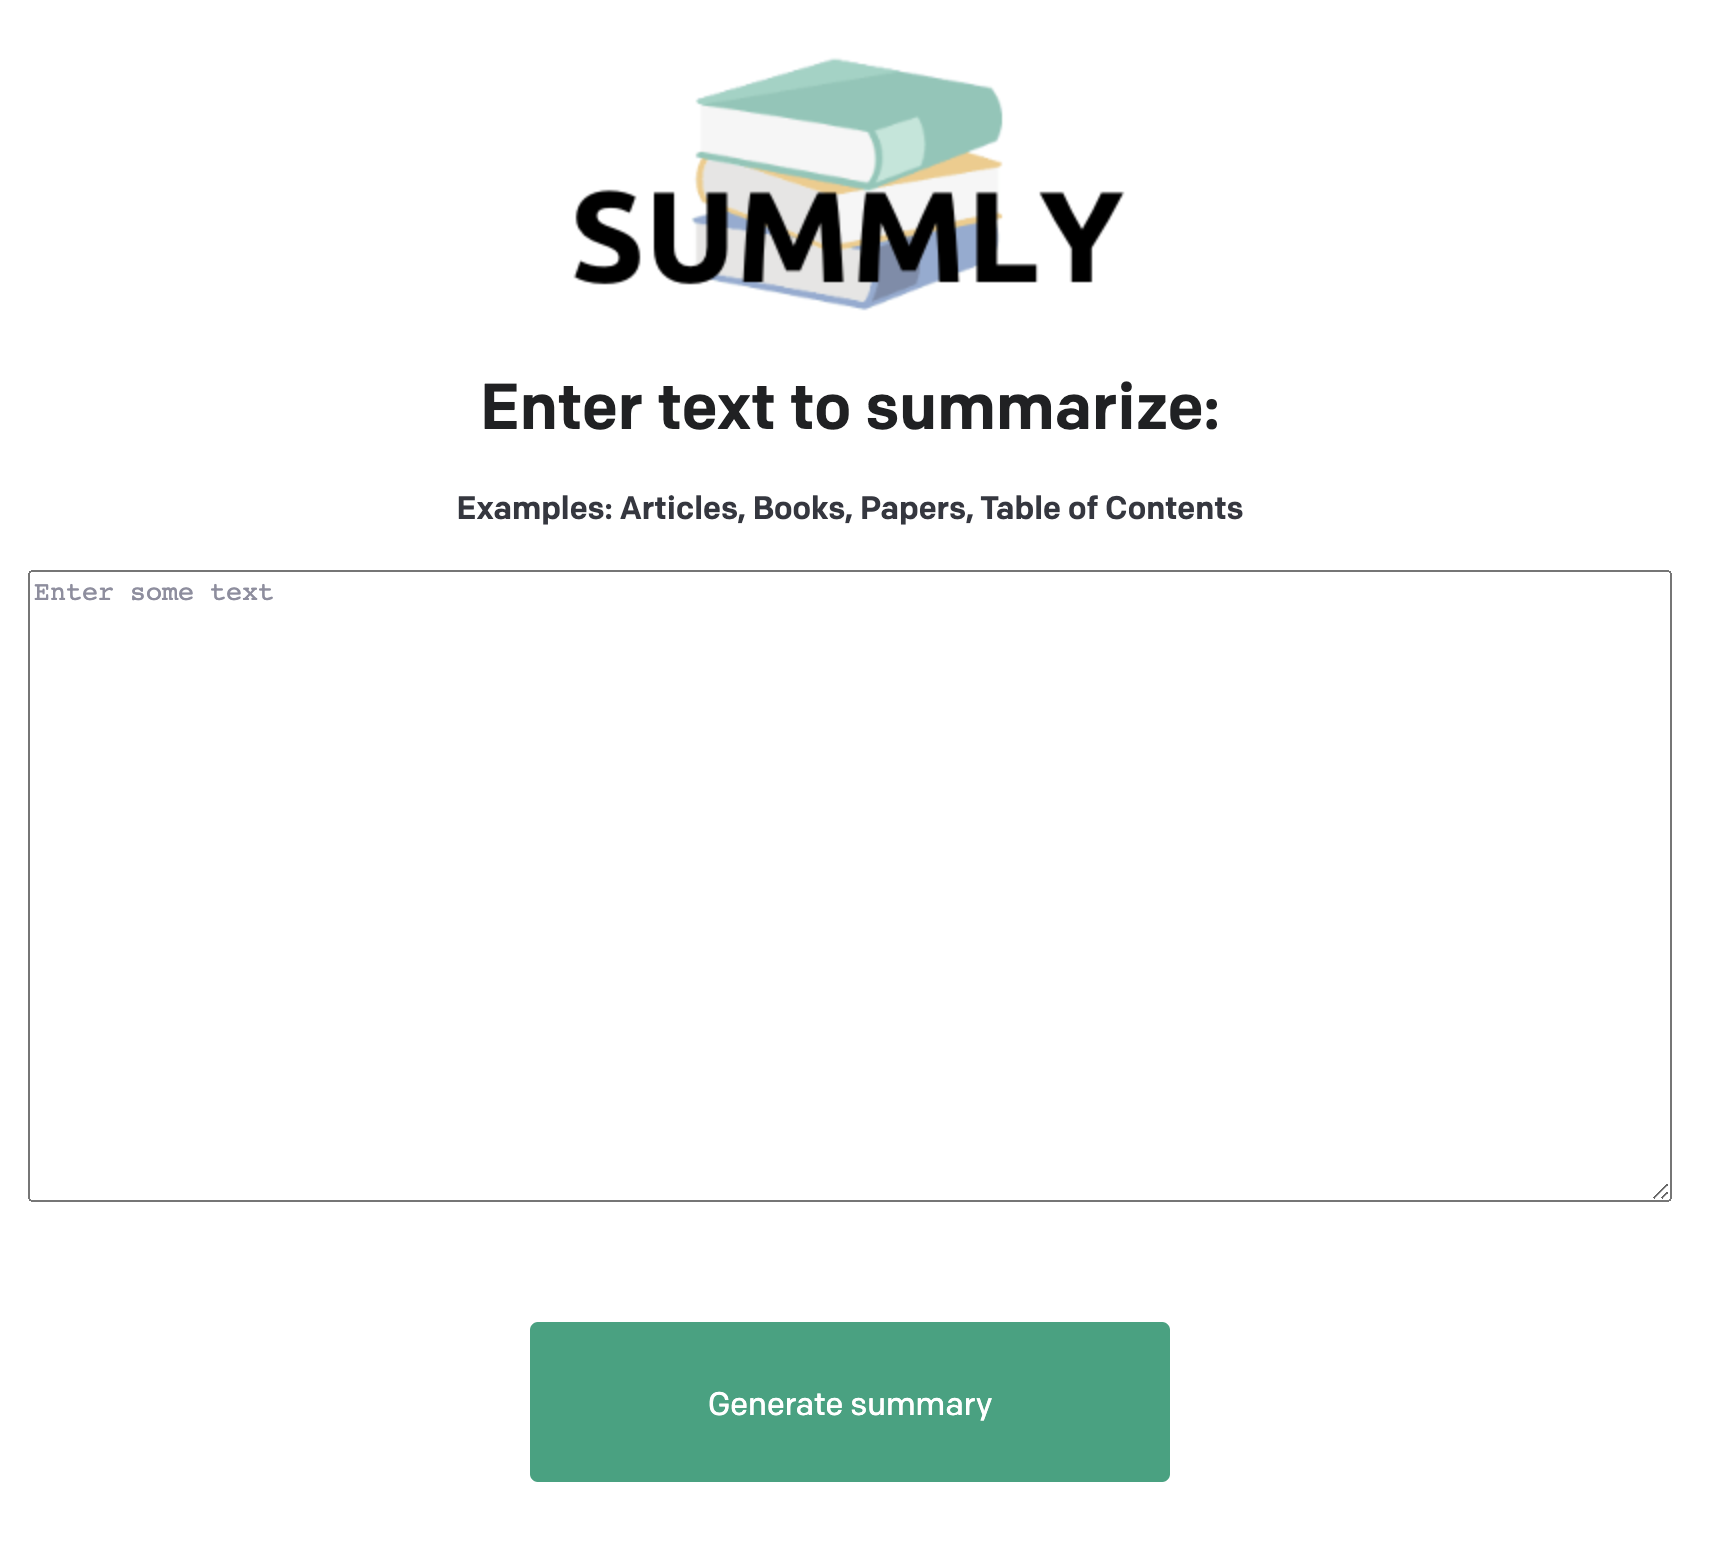 SUMMLY
Enter text to summarize:
Examples: Articles, Books, Papers, Table of Contents
Enter some text
Generate summary